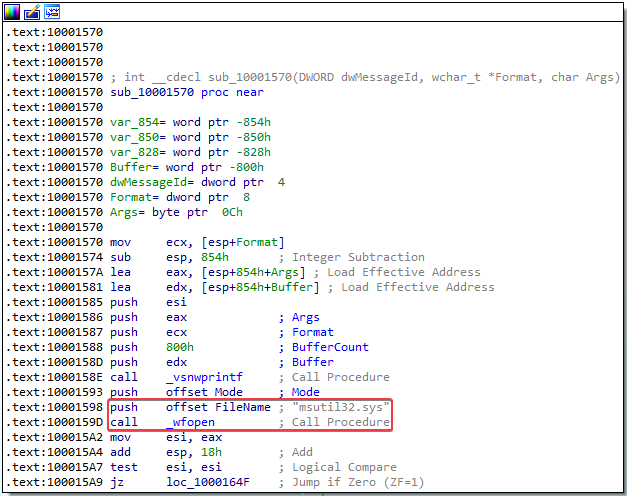 .text:10001570
.text:10001570
.text:10001570
.text:10001570 ; int __cdecl sub_10001570(DWORD dwMessageId, wchar_t *Format, char Args)
.text:10001570 sub_10001570 proc near
.text:10001570
.text:10001570 var_854= word ptr -854h
.text:10001570 var_850= word ptr -850h
.text:10001570 var_828= word ptr -828h
.text:10001570 Buffer= word ptr -800h
.text:10001570 dwMessageId= dword ptr  4
.text:10001570 Format= dword ptr  8
.text:10001570 Args= byte ptr  0Ch
.text:10001570
.text:10001570 mov     ecx, [esp+Format]
.text:10001574 sub     esp, 854h       ; Integer Subtraction
.text:1000157A lea     eax, [esp+854h+Args] ; Load Effective Address
.text:10001581 lea     edx, [esp+854h+Buffer] ; Load Effective Address
.text:10001585 push    esi
.text:10001586 push    eax             ; Args
.text:10001587 push    ecx             ; Format
.text:10001588 push    800h            ; BufferCount
.text:1000158D push    edx             ; Buffer
.text:1000158E call    _vsnwprintf     ; Call Procedure
.text:10001593 push    offset Mode     ; Mode
.text:10001598 push    offset FileName ; "msutil32.sys"
.text:1000159D call    _wfopen         ; Call Procedure
.text:100015A2 mov     esi, eax
.text:100015A4 add     esp, 18h        ; Add
.text:100015A7 test    esi, esi        ; Logical Compare
.text:100015A9 jz      loc_1000164F    ; Jump if Zero (ZF=1)